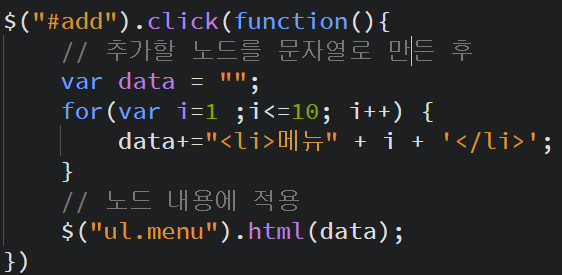 $("#add").click(function(){
    // 추가할 노드를 문자열로 만든 후
    var data = "";
    for(var i=1 ;i<=10; i++) {
        data+="<li>메뉴" + i + '</li>';
    }
    // 노드 내용에 적용
    $("ul.menu").html(data);
})